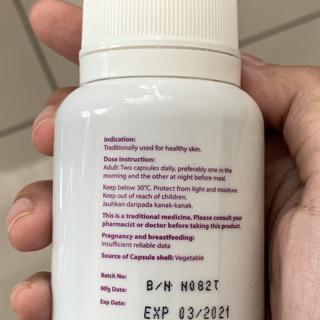 Indication:
Traditionally used for healthy skin.
Dose Instruction:
Adult: Two capsules daily, preferably one in the
morning and the other at night before meal.
Keep below 30°C. Protect from light and moisture.
Keep out of reach of children.
Jauhkan daripada kanak-kanak.
This is a traditional medicine. Please consult your
pharmacist or doctor before taking this product.
Pregnancy and breastfeeding:
Insufficient reliable data
Source of Capsule shell: Vegetable
Batch No:
B/N N082T
Mfg Date:
Exp Date:
EXP 03/2021